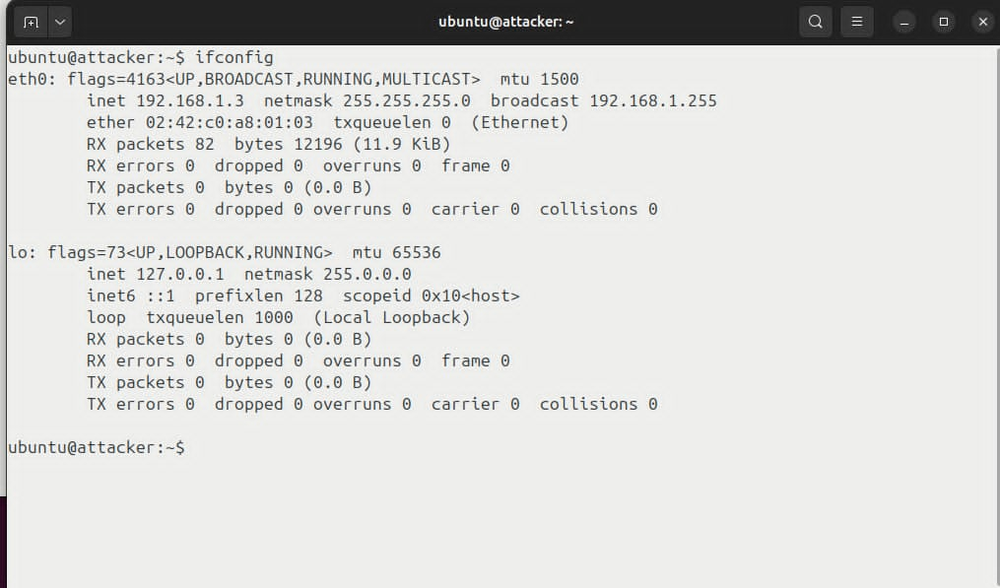 ubuntu@attacker: ~
ubuntu@attacker:~$ ifconfig
eth0: flags=4163<UP,BROADCAST,RUNNING,MULTICAST>  mtu 1500
        inet 192.168.1.3  netmask 255.255.255.0  broadcast 192.168.1.255
        ether 02:42:c0:a8:01:03  txqueuelen 0  (Ethernet)
        RX packets 82  bytes 12196 (11.9 KiB)
        RX errors 0  dropped 0  overruns 0  frame 0
        TX packets 0  bytes 0 (0.0 B)
        TX errors 0  dropped 0 overruns 0  carrier 0  collisions 0
lo: flags=73<UP,LOOPBACK,RUNNING>  mtu 65536
        inet 127.0.0.1  netmask 255.0.0.0
        inet6 ::1  prefixlen 128  scopeid 0x10<host>
        loop  txqueuelen 1000  (Local Loopback)
        RX packets 0  bytes 0 (0.0 B)
        RX errors 0  dropped 0  overruns 0  frame 0
        TX packets 0  bytes 0 (0.0 B)
        TX errors 0  dropped 0 overruns 0  carrier 0  collisions 0
ubuntu@attacker:~$